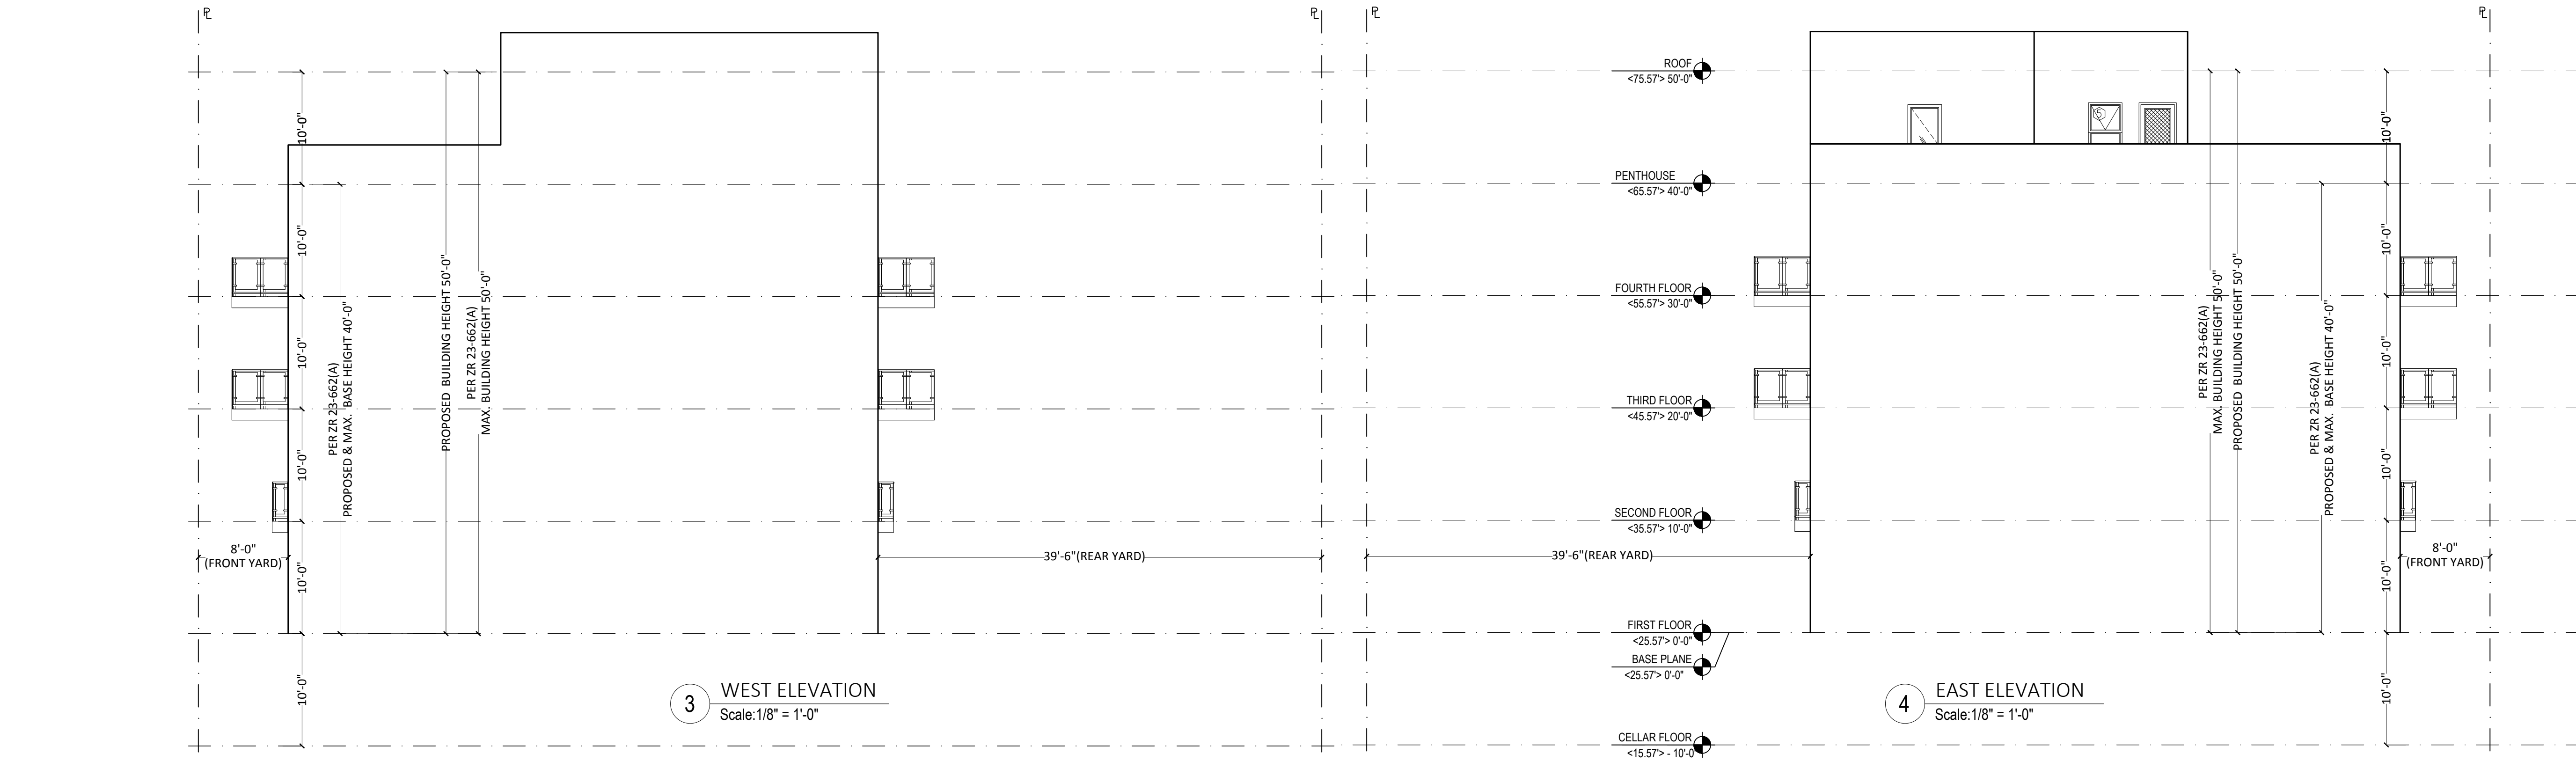 PL
PL
PL
PL
10'-0"
10'-0"
10'-0"
10'-0"
10'-0"
10'-0"
PER ZR 23-662(A)
PROPOSED & MAX. BASE HEIGHT 40'-0"
PROPOSED BUILDING HEIGHT 50'-0"
PER ZR 23-662(A)
MAX. BUILDING HEIGHT 50'-0"
8'-0"
(FRONT YARD)
39'-6"(REAR YARD)
3
WEST ELEVATION
Scale:1/8" = 1'-0"
ROOF
<75.57'> 50'-0"
PENTHOUSE
<65.57'> 40'-0"
FOURTH FLOOR
<55.57'> 30'-0"
THIRD FLOOR
<45.57'> 20'-0"
SECOND FLOOR
<35.57'> 10'-0"
39'-6"(REAR YARD)
FIRST FLOOR
<25.57'> 0'-0"
BASE PLANE
<25.57'> 0'-0"
CELLAR FLOOR
<15.57'> - 10'-0
PER ZR 23-662(A)
MAX. BUILDING HEIGHT 50'-0"
PROPOSED BUILDING HEIGHT 50'-0"
PER ZR 23-662(A)
PROPOSED & MAX. BASE HEIGHT 40'-0"
10'-0"
10'-0"
10'-0"
10'-0"
10'-0"
10'-0"
8'-0"
(FRONT YARD)
4
EAST ELEVATION
Scale:1/8" = 1'-0"